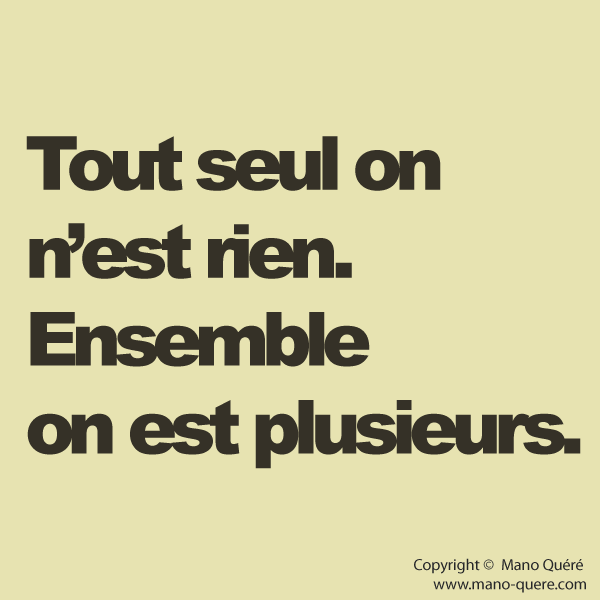 Tout seul on
n’est rien.
Ensemble
on est plusieurs.
Copyright © Mano Quéré
www.mano-quere.com